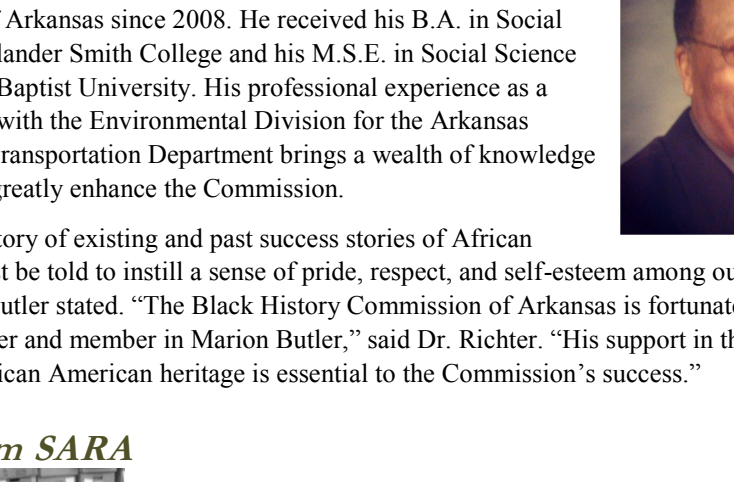 Arkansas since 2008. He received his B.A. in Social
lander Smith College and his M.S.E. in Social Science
Baptist University. His professional experience as a
with the Environmental Division for the Arkansas
ransportation Department brings a wealth of knowledge
greatly enhance the Commission.
tory of existing and past success stories of African
t be told to instill a sense of pride, respect, and self-esteem among ou
utler stated. “The Black History Commission of Arkansas is fortunate
er and member in Marion Butler,” said Dr. Richter. “His support in th
ican American heritage is essential to the Commission’s success.”
m SARA